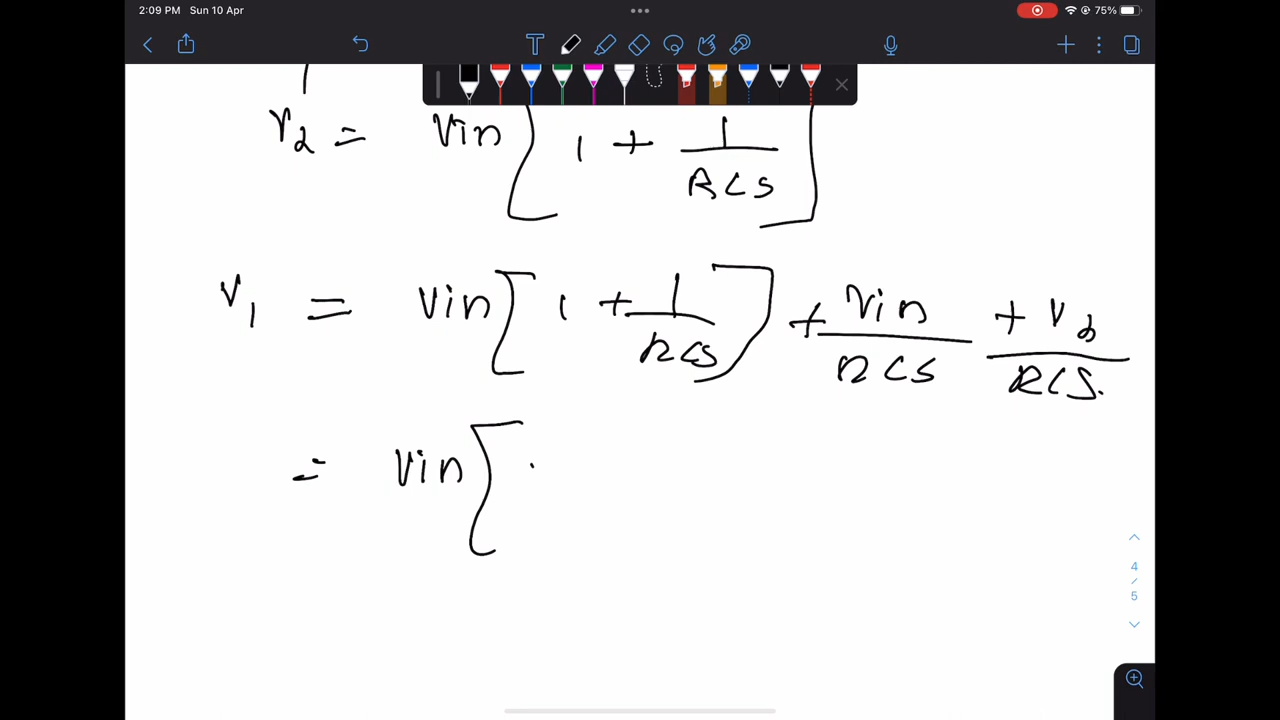 2:09 PM Sun 10 Apr 75%
V2 = Vin [ 1 + 1/RCS ]
V1 = Vin [ 1 + 1/RCS ] + Vin/RCS + V2/RCS.
= Vin [
4
/
5